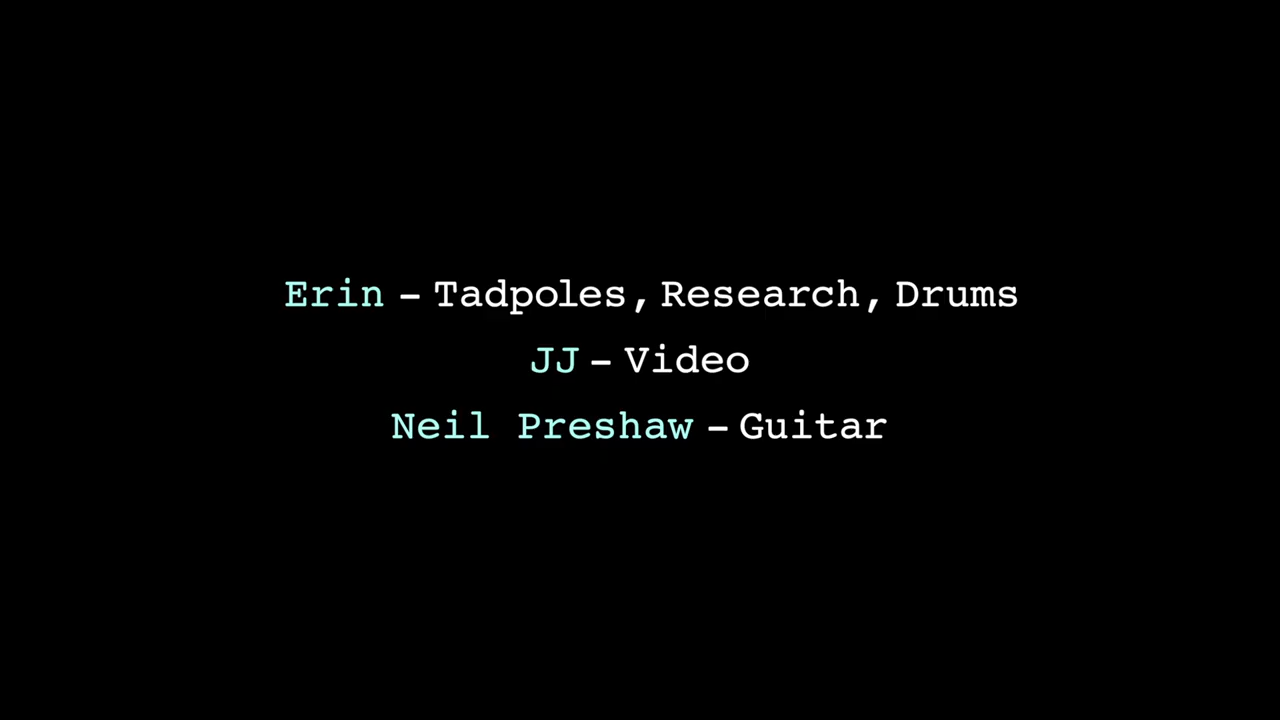 Erin – Tadpoles, Research, Drums
JJ – Video
Neil Preshaw – Guitar